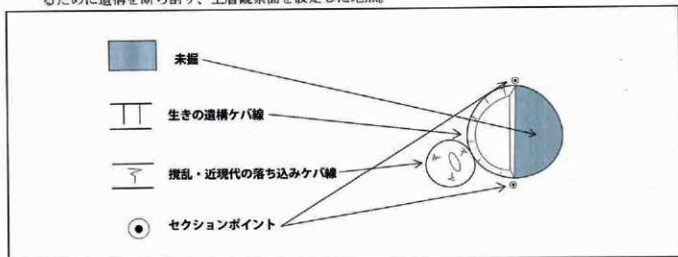 るために遺構を断ち割り、土層観察面を設定した地点。
未掘
生きの遺構ケバ線
撹乱・近現代の落ち込みケバ線
セクションポイント